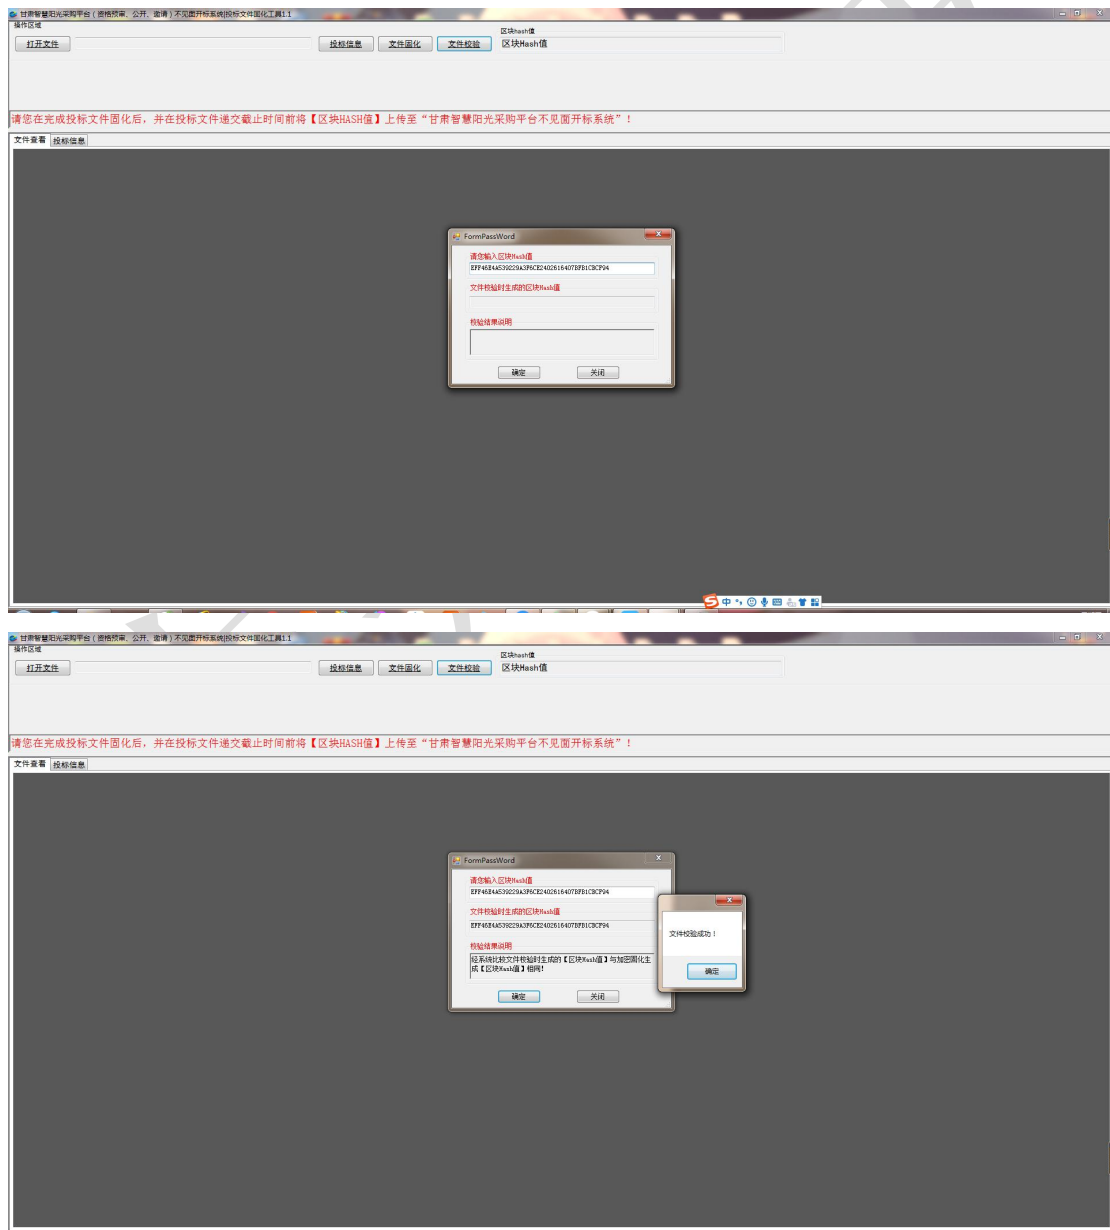 甘肃智慧阳光采购平台（资格预审、公开、邀请）不见面开标系统|投标文件固化工具1.1
操作区域
打开文件
投标信息
文件固化
文件校验
区块hash值
区块Hash值
请您在完成投标文件固化后，并在投标文件递交截止时间前将【区块HASH值】上传至“甘肃智慧阳光采购平台不见面开标系统”！
文件查看 投标信息
FormPassWord
请您输入区块Hash值
EFF46E4A539229A3F6CE2402616407BFB1CBCF94
文件校验时生成的区块Hash值
校验结果说明
确定 关闭
中
甘肃智慧阳光采购平台（资格预审、公开、邀请）不见面开标系统|投标文件固化工具1.1
操作区域
打开文件
投标信息
文件固化
文件校验
区块hash值
区块Hash值
请您在完成投标文件固化后，并在投标文件递交截止时间前将【区块HASH值】上传至“甘肃智慧阳光采购平台不见面开标系统”！
文件查看 投标信息
FormPassWord
请您输入区块Hash值
EFF46E4A539229A3F6CE2402616407BFB1CBCF94
文件校验时生成的区块Hash值
EFF46E4A539229A3F6CE2402616407BFB1CBCF94
校验结果说明
经系统比较文件校验时生成的【区块Hash值】与加密固化生
成【区块Hash值】相同!
确定 关闭
文件校验成功！
确定